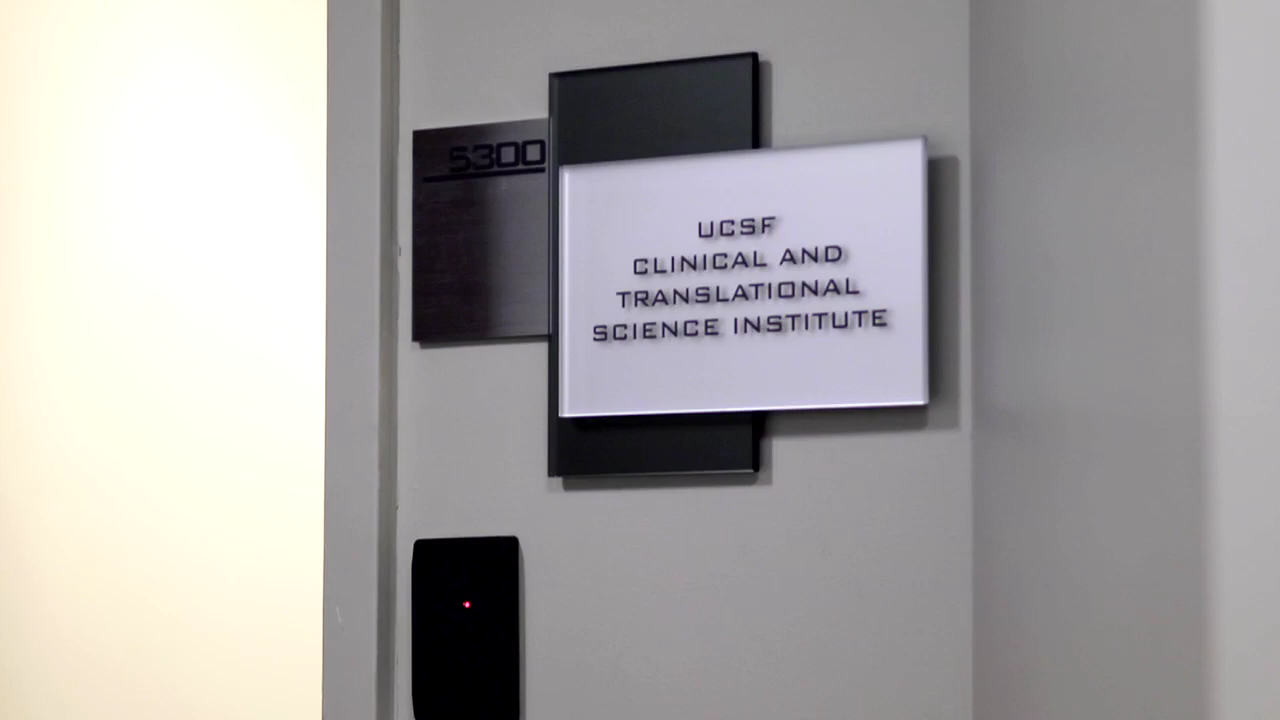 5300
UCSF
CLINICAL AND
TRANSLATIONAL
SCIENCE INSTITUTE